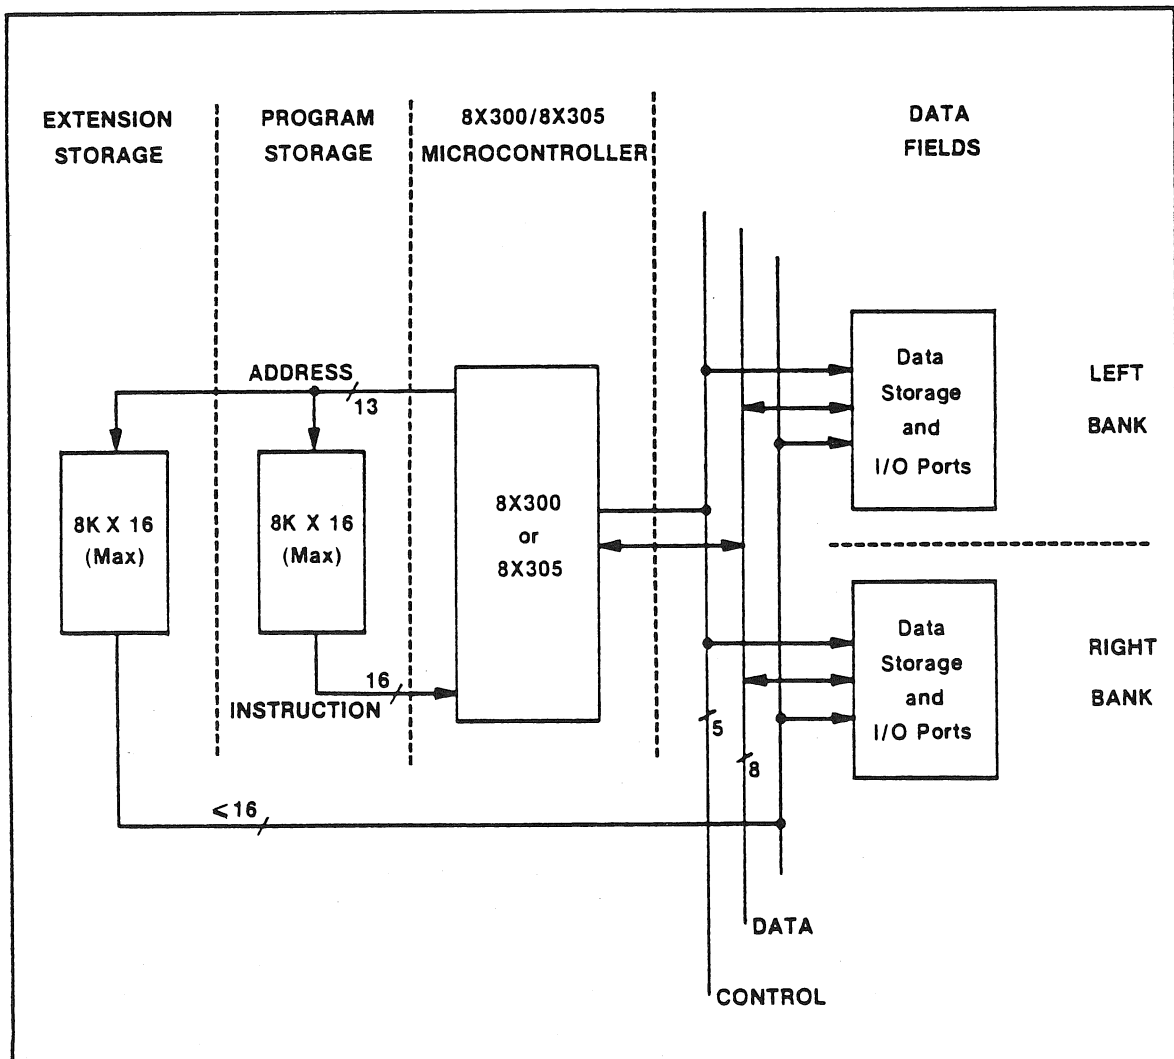 EXTENSION
STORAGE
PROGRAM
STORAGE
8X300/8X305
MICROCONTROLLER
DATA
FIELDS
ADDRESS
13
8K X 16
(Max)
8K X 16
(Max)
8X300
or
8X305
16
INSTRUCTION
≤16
Data
Storage
and
I/O Ports
LEFT
BANK
Data
Storage
and
I/O Ports
RIGHT
BANK
5
8
DATA
CONTROL